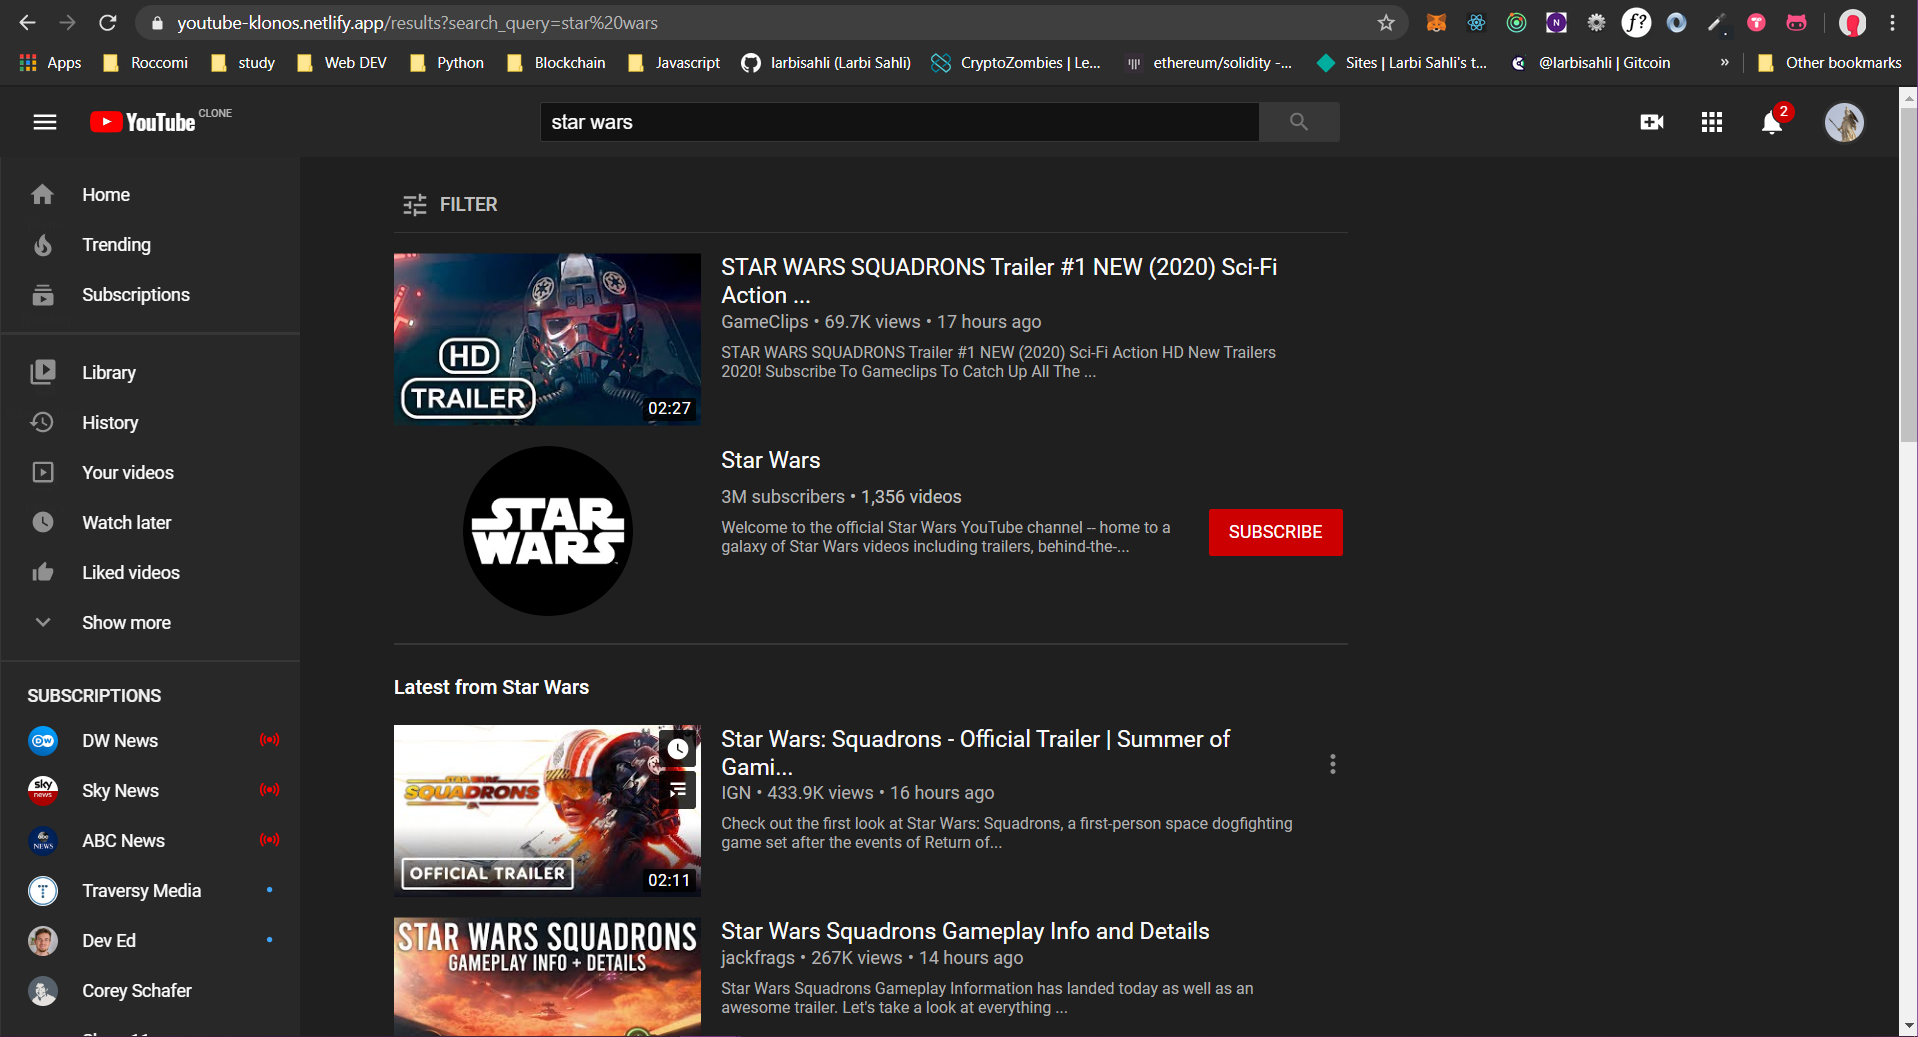 youtube-klonos.netlify.app/results?search_query=star%20wars
Apps Roccomi study Web DEV Python Blockchain Javascript larbisahli (Larbi Sahli) CryptoZombies | Le... ethereum/solidity -... Sites | Larbi Sahli's t... @larbisahli | Gitcoin » Other bookmarks
YouTube CLONE
star wars
2
Home
Trending
Subscriptions
Library
History
Your videos
Watch later
Liked videos
Show more
SUBSCRIPTIONS
DW News
sky news
Sky News
abc NEWS
ABC News
Traversy Media
Dev Ed
Corey Schafer
FILTER
HD
TRAILER
02:27
STAR WARS SQUADRONS Trailer #1 NEW (2020) Sci-Fi
Action ...
GameClips • 69.7K views • 17 hours ago
STAR WARS SQUADRONS Trailer #1 NEW (2020) Sci-Fi Action HD New Trailers
2020! Subscribe To Gameclips To Catch Up All The ...
STAR
WARS
Star Wars
3M subscribers • 1,356 videos
Welcome to the official Star Wars YouTube channel -- home to a
galaxy of Star Wars videos including trailers, behind-the-...
SUBSCRIBE
Latest from Star Wars
STAR WARS
SQUADRONS
OFFICIAL TRAILER
02:11
Star Wars: Squadrons - Official Trailer | Summer of
Gami...
IGN • 433.9K views • 16 hours ago
Check out the first look at Star Wars: Squadrons, a first-person space dogfighting
game set after the events of Return of...
STAR WARS SQUADRONS
GAMEPLAY INFO + DETAILS
Star Wars Squadrons Gameplay Info and Details
jackfrags • 267K views • 14 hours ago
Star Wars Squadrons Gameplay Information has landed today as well as an
awesome trailer. Let's take a look at everything ...